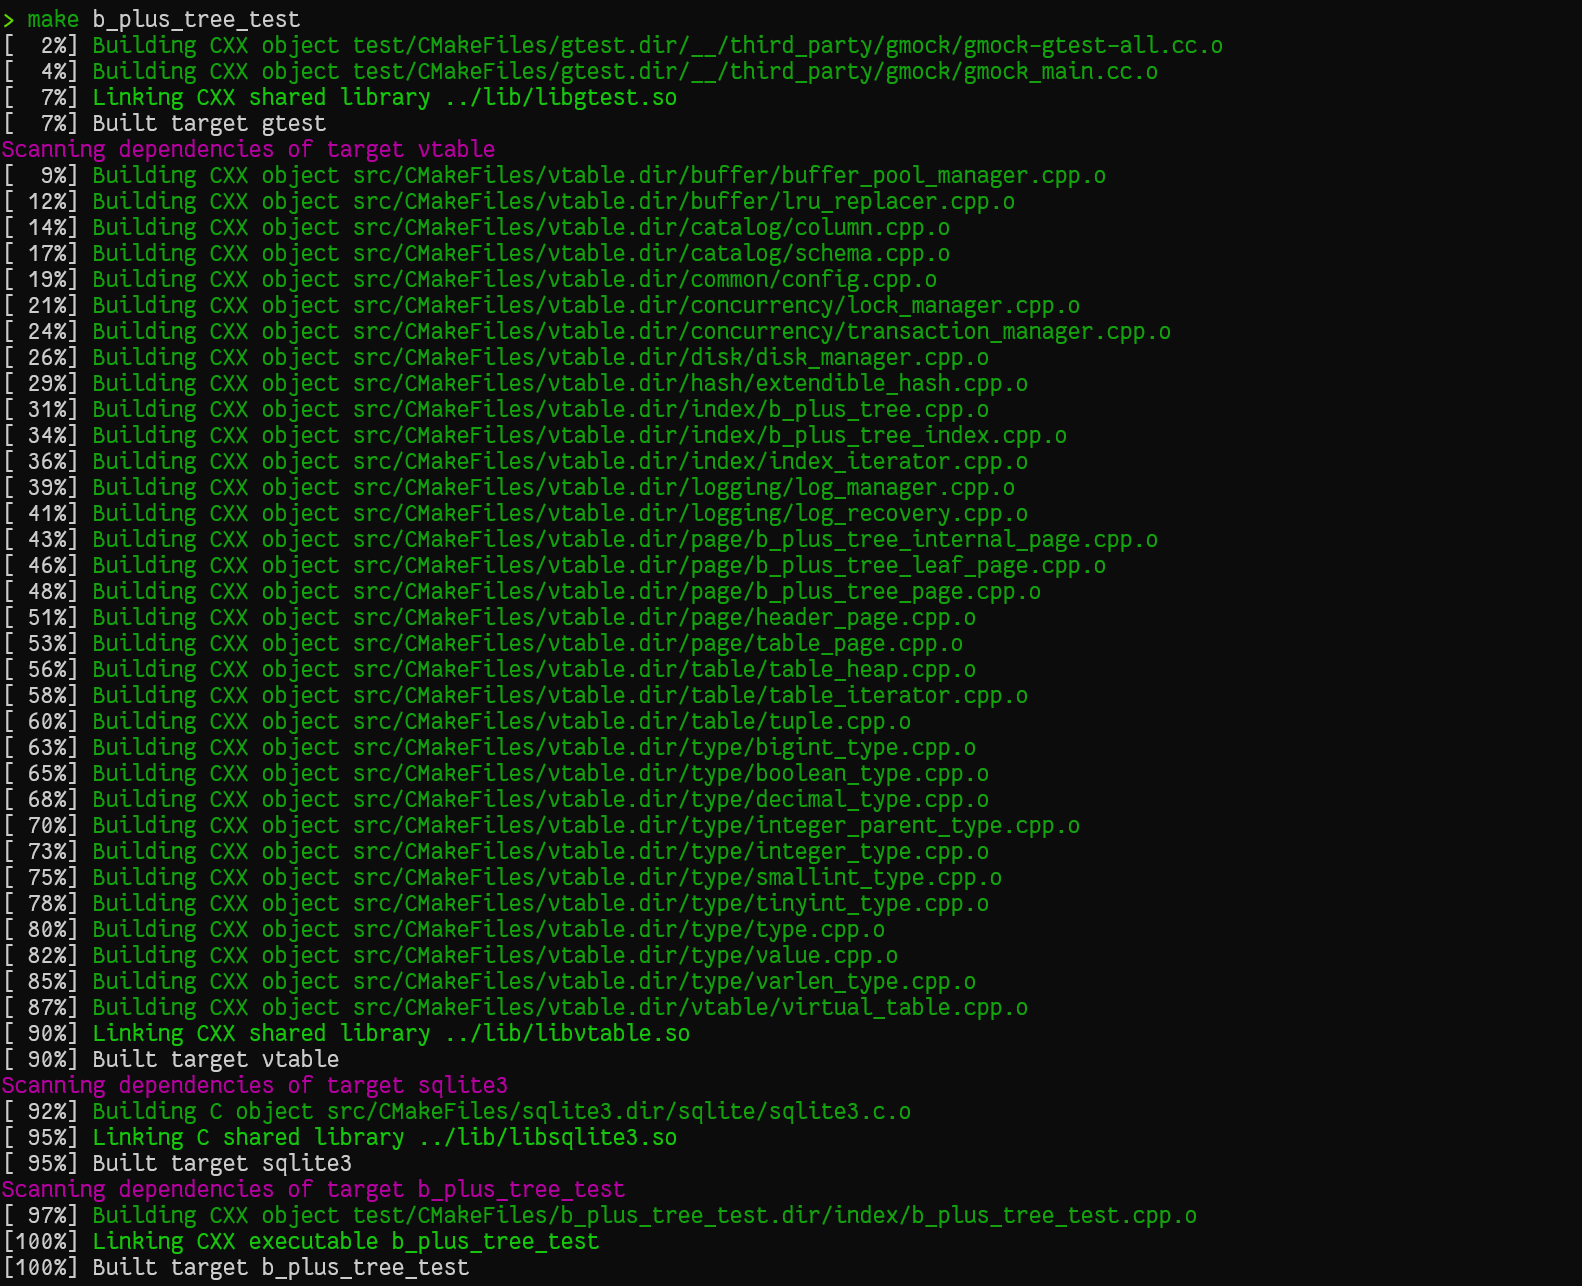 > make b_plus_tree_test
[  2%] Building CXX object test/CMakeFiles/gtest.dir/__/third_party/gmock/gmock-gtest-all.cc.o
[  4%] Building CXX object test/CMakeFiles/gtest.dir/__/third_party/gmock/gmock_main.cc.o
[  7%] Linking CXX shared library ../lib/libgtest.so
[  7%] Built target gtest
Scanning dependencies of target vtable
[  9%] Building CXX object src/CMakeFiles/vtable.dir/buffer/buffer_pool_manager.cpp.o
[ 12%] Building CXX object src/CMakeFiles/vtable.dir/buffer/lru_replacer.cpp.o
[ 14%] Building CXX object src/CMakeFiles/vtable.dir/catalog/column.cpp.o
[ 17%] Building CXX object src/CMakeFiles/vtable.dir/catalog/schema.cpp.o
[ 19%] Building CXX object src/CMakeFiles/vtable.dir/common/config.cpp.o
[ 21%] Building CXX object src/CMakeFiles/vtable.dir/concurrency/lock_manager.cpp.o
[ 24%] Building CXX object src/CMakeFiles/vtable.dir/concurrency/transaction_manager.cpp.o
[ 26%] Building CXX object src/CMakeFiles/vtable.dir/disk/disk_manager.cpp.o
[ 29%] Building CXX object src/CMakeFiles/vtable.dir/hash/extendible_hash.cpp.o
[ 31%] Building CXX object src/CMakeFiles/vtable.dir/index/b_plus_tree.cpp.o
[ 34%] Building CXX object src/CMakeFiles/vtable.dir/index/b_plus_tree_index.cpp.o
[ 36%] Building CXX object src/CMakeFiles/vtable.dir/index/index_iterator.cpp.o
[ 39%] Building CXX object src/CMakeFiles/vtable.dir/logging/log_manager.cpp.o
[ 41%] Building CXX object src/CMakeFiles/vtable.dir/logging/log_recovery.cpp.o
[ 43%] Building CXX object src/CMakeFiles/vtable.dir/page/b_plus_tree_internal_page.cpp.o
[ 46%] Building CXX object src/CMakeFiles/vtable.dir/page/b_plus_tree_leaf_page.cpp.o
[ 48%] Building CXX object src/CMakeFiles/vtable.dir/page/b_plus_tree_page.cpp.o
[ 51%] Building CXX object src/CMakeFiles/vtable.dir/page/header_page.cpp.o
[ 53%] Building CXX object src/CMakeFiles/vtable.dir/page/table_page.cpp.o
[ 56%] Building CXX object src/CMakeFiles/vtable.dir/table/table_heap.cpp.o
[ 58%] Building CXX object src/CMakeFiles/vtable.dir/table/table_iterator.cpp.o
[ 60%] Building CXX object src/CMakeFiles/vtable.dir/table/tuple.cpp.o
[ 63%] Building CXX object src/CMakeFiles/vtable.dir/type/bigint_type.cpp.o
[ 65%] Building CXX object src/CMakeFiles/vtable.dir/type/boolean_type.cpp.o
[ 68%] Building CXX object src/CMakeFiles/vtable.dir/type/decimal_type.cpp.o
[ 70%] Building CXX object src/CMakeFiles/vtable.dir/type/integer_parent_type.cpp.o
[ 73%] Building CXX object src/CMakeFiles/vtable.dir/type/integer_type.cpp.o
[ 75%] Building CXX object src/CMakeFiles/vtable.dir/type/smallint_type.cpp.o
[ 78%] Building CXX object src/CMakeFiles/vtable.dir/type/tinyint_type.cpp.o
[ 80%] Building CXX object src/CMakeFiles/vtable.dir/type/type.cpp.o
[ 82%] Building CXX object src/CMakeFiles/vtable.dir/type/value.cpp.o
[ 85%] Building CXX object src/CMakeFiles/vtable.dir/type/varlen_type.cpp.o
[ 87%] Building CXX object src/CMakeFiles/vtable.dir/vtable/virtual_table.cpp.o
[ 90%] Linking CXX shared library ../lib/libvtable.so
[ 90%] Built target vtable
Scanning dependencies of target sqlite3
[ 92%] Building C object src/CMakeFiles/sqlite3.dir/sqlite/sqlite3.c.o
[ 95%] Linking C shared library ../lib/libsqlite3.so
[ 95%] Built target sqlite3
Scanning dependencies of target b_plus_tree_test
[ 97%] Building CXX object test/CMakeFiles/b_plus_tree_test.dir/index/b_plus_tree_test.cpp.o
[100%] Linking CXX executable b_plus_tree_test
[100%] Built target b_plus_tree_test